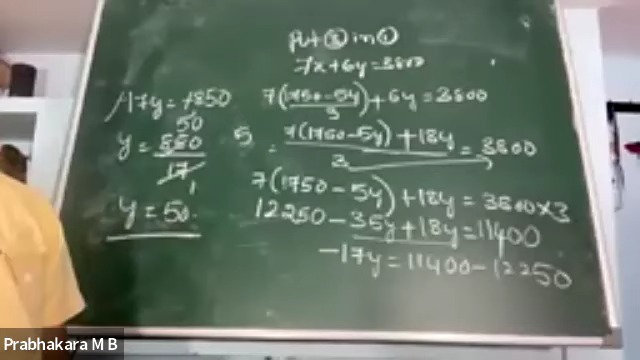 Put ③ in ①
7x+6y=3800
7(1750-5y/3)+6y=3800
7(1750-5y)+18y/3=3800
7(1750-5y)+18y=3800×3
12250-35y+18y=11400
-17y=11400-12250
-17y=-850
y=850/17
50
1
y=50
Prabhakara M B